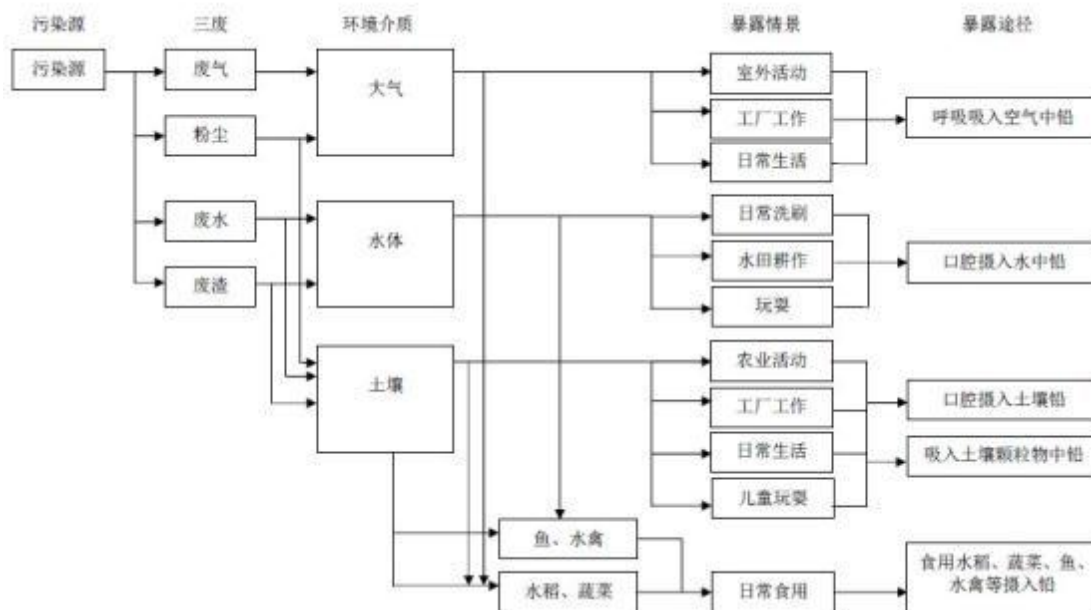 污染源
三废
环境介质
暴露情景
暴露途径
污染源
废气
大气
室外活动
粉尘
工厂工作
呼吸吸入空气中铅
日常生活
废水
水体
日常洗刷
水田耕作
口腔摄入水中铅
废渣
玩耍
土壤
农业活动
工厂工作
口腔摄入土壤铅
日常生活
吸入土壤颗粒物中铅
儿童玩耍
鱼、水禽
水稻、蔬菜
日常食用
食用水稻、蔬菜、鱼、
水禽等摄入铅